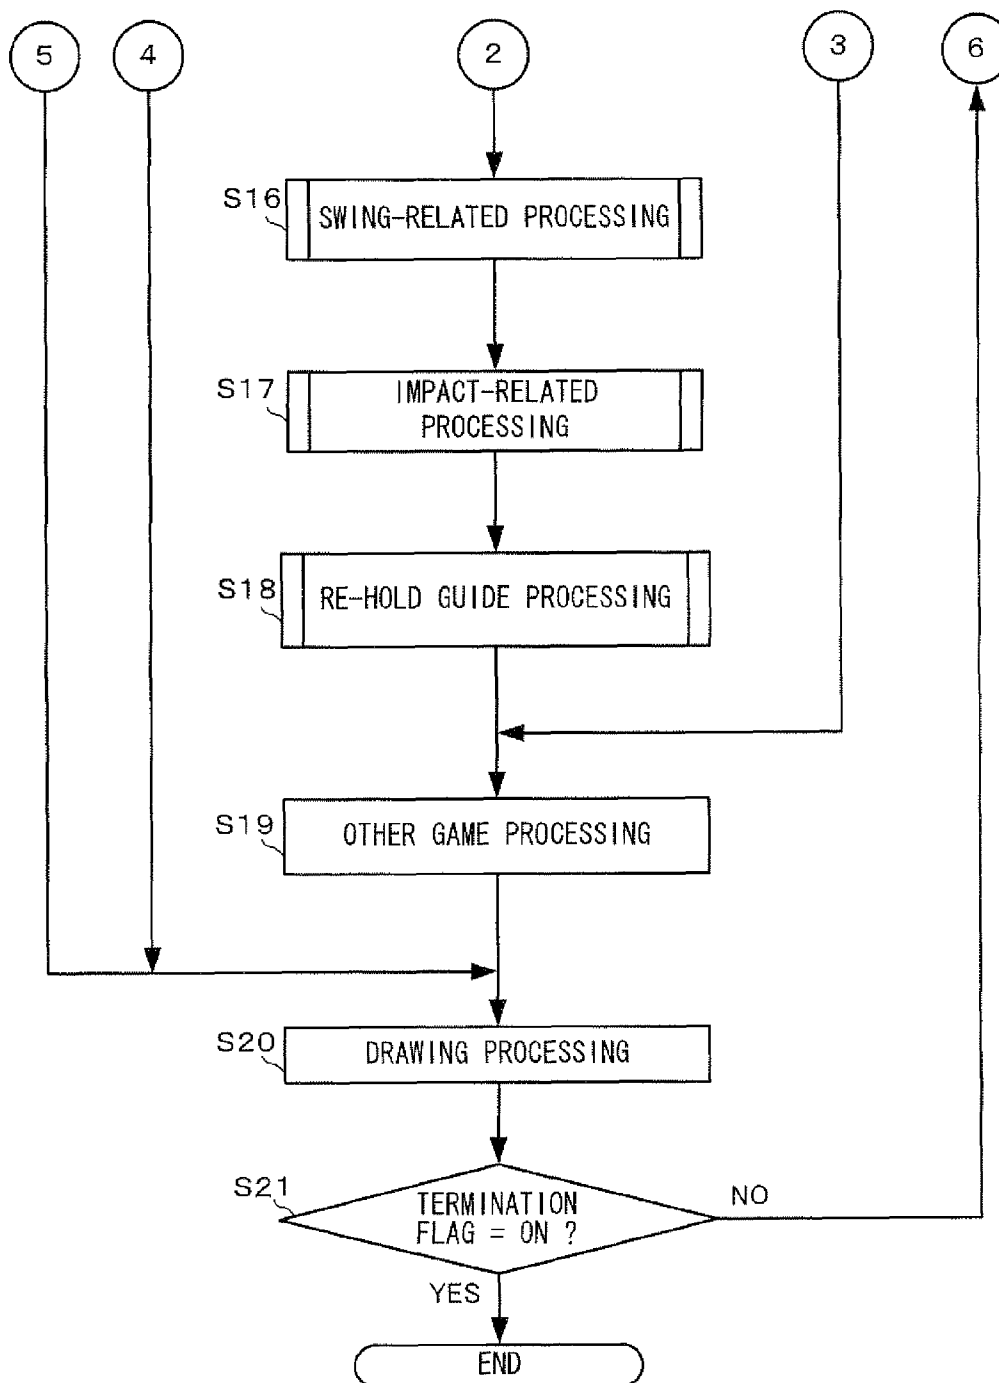 5
4
2
3
6
S16
SWING-RELATED PROCESSING
S17
IMPACT-RELATED
PROCESSING
S18
RE-HOLD GUIDE PROCESSING
S19
OTHER GAME PROCESSING
S20
DRAWING PROCESSING
S21
TERMINATION
FLAG = ON ?
NO
YES
END